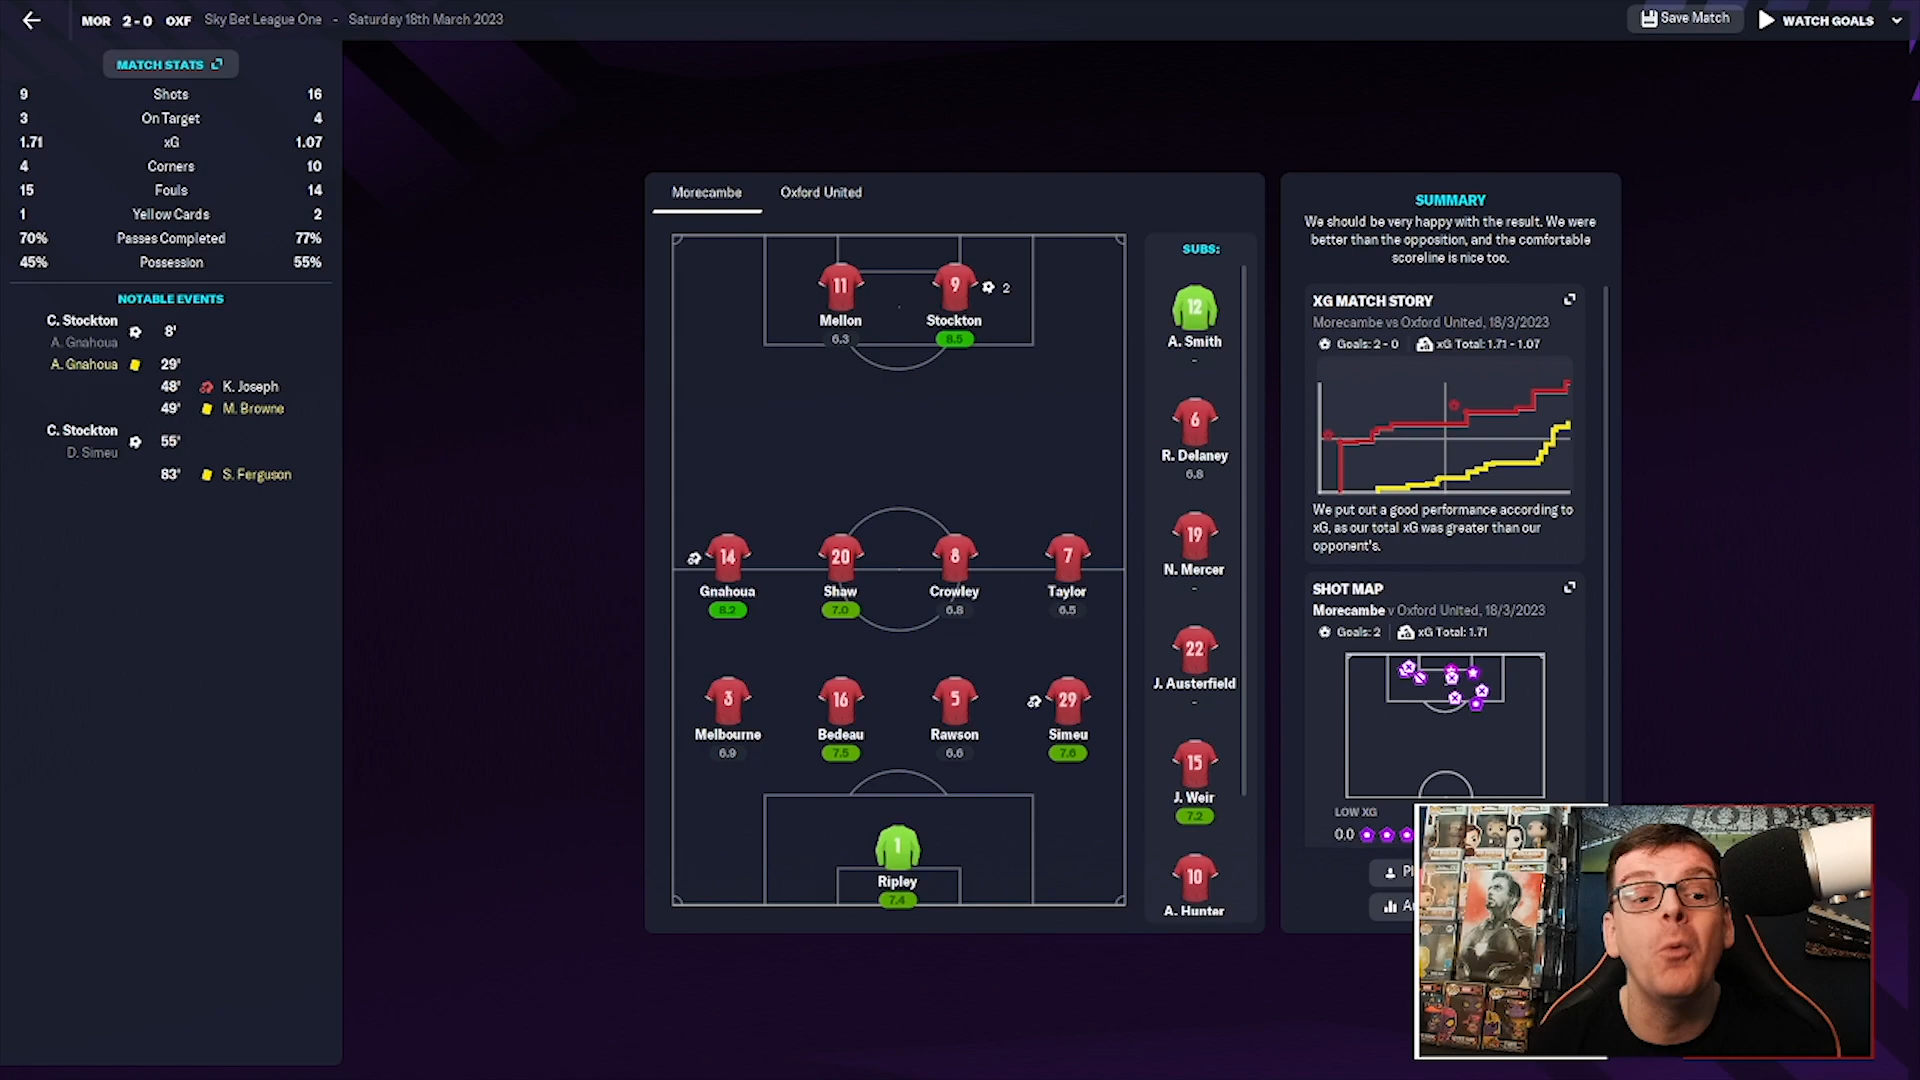 MOR 2-0 OXF Sky Bet League One - Saturday 18th March 2023
Save Match
WATCH GOALS
MATCH STATS
9 Shots 16
3 On Target 4
1.71 xG 1.07
4 Corners 10
15 Fouls 14
1 Yellow Cards 2
70% Passes Completed 77%
45% Possession 55%
NOTABLE EVENTS
C. Stockton 8'
A. Gnahoua
A. Gnahoua 29'
48' K. Joseph
49' M. Browne
C. Stockton 55'
D. Simeu
83' S. Ferguson
Morecambe
Oxford United
11
Mellon
6.3
9
2
Stockton
8.5
14
Gnahoua
8.2
20
Shaw
7.0
8
Crowley
6.8
7
Taylor
6.5
3
Melbourne
6.9
16
Bedeau
7.5
5
Rawson
6.6
29
Simeu
7.6
1
Ripley
7.4
SUBS:
12
A. Smith
-
6
R. Delaney
6.8
19
N. Mercer
-
22
J. Austerfield
-
15
J. Weir
7.2
10
A. Hunter
SUMMARY
We should be very happy with the result. We were
better than the opposition, and the comfortable
scoreline is nice too.
XG MATCH STORY
Morecambe vs Oxford United, 18/3/2023
Goals: 2 - 0 xG Total: 1.71 - 1.07
We put out a good performance according to
xG, as our total xG was greater than our
opponent's.
SHOT MAP
Morecambe v Oxford United, 18/3/2023
Goals: 2 xG Total: 1.71
LOW XG
0.0